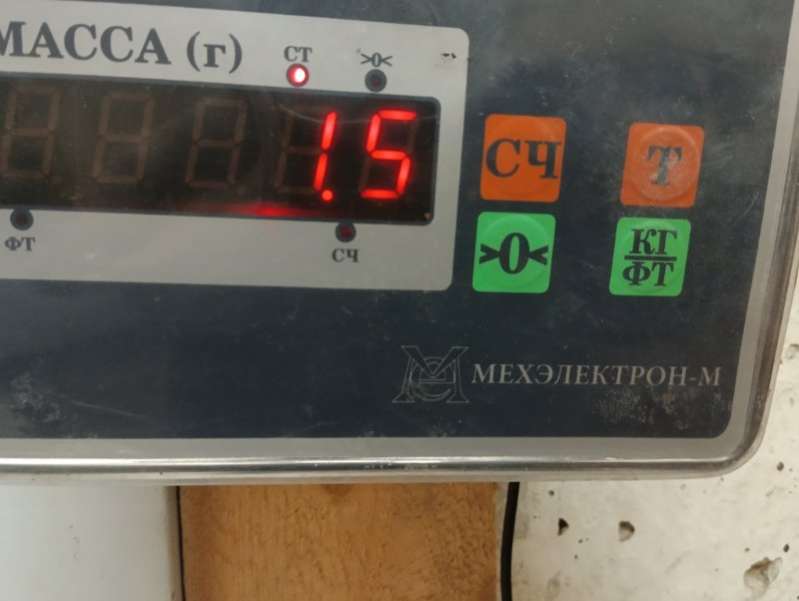 МАССА (г)
СТ >0<
1.5
ФТ СЧ
СЧ Т
>0< КГ
ФТ
МЕХЭЛЕКТРОН-М